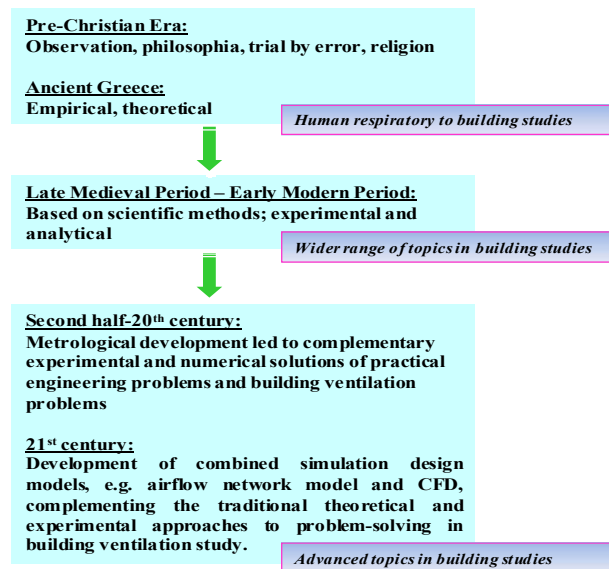 Pre-Christian Era:
Observation, philosophia, trial by error, religion
Ancient Greece:
Empirical, theoretical
Human respiratory to building studies
Late Medieval Period – Early Modern Period:
Based on scientific methods; experimental and
analytical
Wider range of topics in building studies
Second half-20th century:
Metrological development led to complementary
experimental and numerical solutions of practical
engineering problems and building ventilation
problems
21st century:
Development of combined simulation design
models, e.g. airflow network model and CFD,
complementing the traditional theoretical and
experimental approaches to problem-solving in
building ventilation study.
Advanced topics in building studies